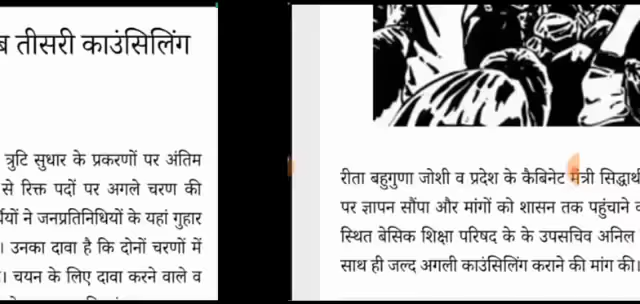 ब तीसरी काउंसिलिंग
त्रुटि सुधार के प्रकरणों पर अंतिम
से रिक्त पदों पर अगले चरण की
र्थियों ने जनप्रतिनिधियों के यहां गुहार
। उनका दावा है कि दोनों चरणों में
। चयन के लिए दावा करने वाले व
रीता बहुगुणा जोशी व प्रदेश के कैबिनेट मंत्री सिद्धार्थ
पर ज्ञापन सौंपा और मांगों को शासन तक पहुंचाने
स्थित बेसिक शिक्षा परिषद के के उपसचिव अनिल
साथ ही जल्द अगली काउंसिलिंग कराने की मांग की।